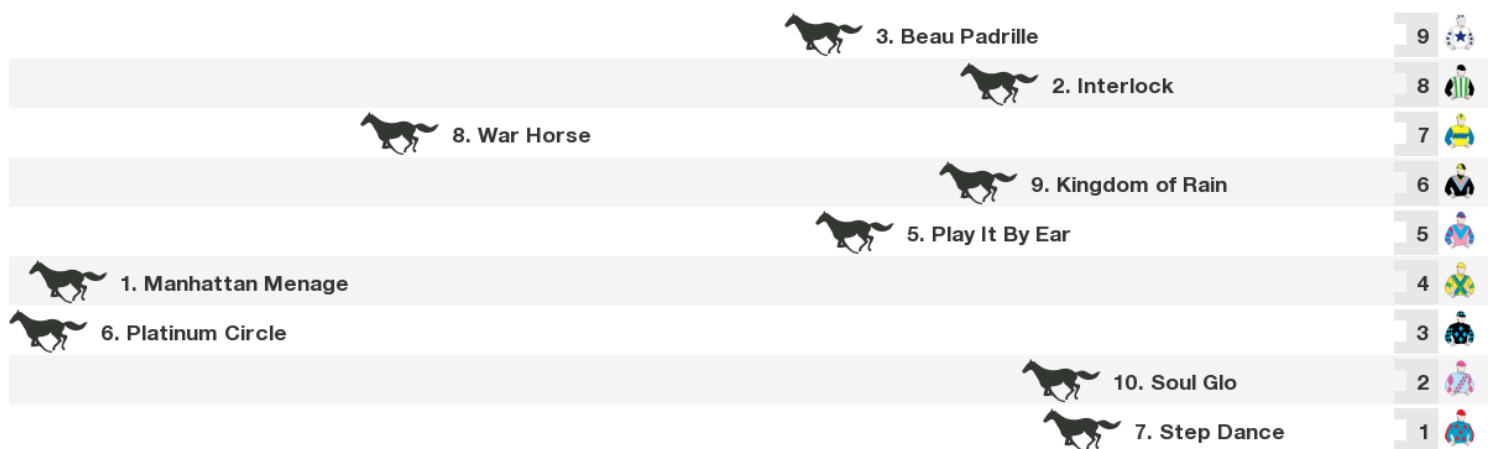 3. Beau Padrille 9
2. Interlock 8
8. War Horse 7
9. Kingdom of Rain 6
5. Play It By Ear 5
1. Manhattan Menage 4
6. Platinum Circle 3
10. Soul Glo 2
7. Step Dance 1